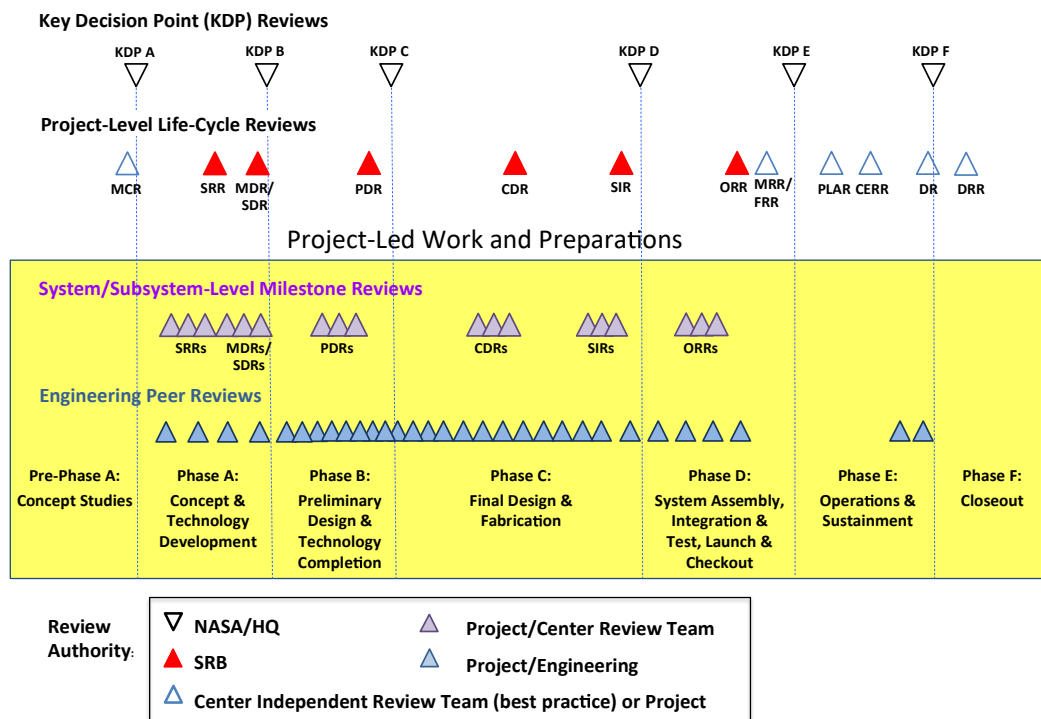 Key Decision Point (KDP) Reviews
KDP A
KDP B
KDP C
KDP D
KDP E
KDP F
Project-Level Life-Cycle Reviews
MCR
SRR
MDR/
SDR
PDR
CDR
SIR
ORR
MRR/
FRR
PLAR
CERR
DR
DRR
Project-Led Work and Preparations
System/Subsystem-Level Milestone Reviews
SRRs
MDRs/
SDRs
PDRs
CDRs
SIRs
ORRs
Engineering Peer Reviews
Pre-Phase A:
Concept Studies
Phase A:
Concept &
Technology
Development
Phase B:
Preliminary
Design &
Technology
Completion
Phase C:
Final Design &
Fabrication
Phase D:
System Assembly,
Integration &
Test, Launch &
Checkout
Phase E:
Operations &
Sustainment
Phase F:
Closeout
Review
Authority:
NASA/HQ
SRB
Center Independent Review Team (best practice) or Project
Project/Center Review Team
Project/Engineering